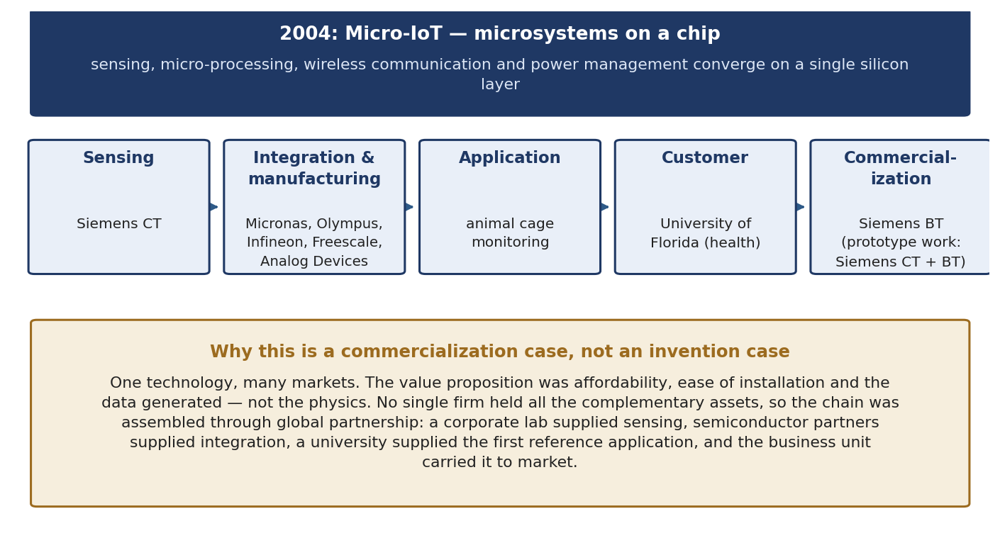 2004: Micro-IoT — microsystems on a chip
sensing, micro-processing, wireless communication and power management converge on a single silicon
layer
Sensing
Siemens CT
Integration &
manufacturing
Micronas, Olympus,
Infineon, Freescale,
Analog Devices
Application
animal cage
monitoring
Customer
University of
Florida (health)
Commercial-
ization
Siemens BT
(prototype work:
Siemens CT + BT)
Why this is a commercialization case, not an invention case
One technology, many markets. The value proposition was affordability, ease of installation and the
data generated — not the physics. No single firm held all the complementary assets, so the chain was
assembled through global partnership: a corporate lab supplied sensing, semiconductor partners
supplied integration, a university supplied the first reference application, and the business unit
carried it to market.